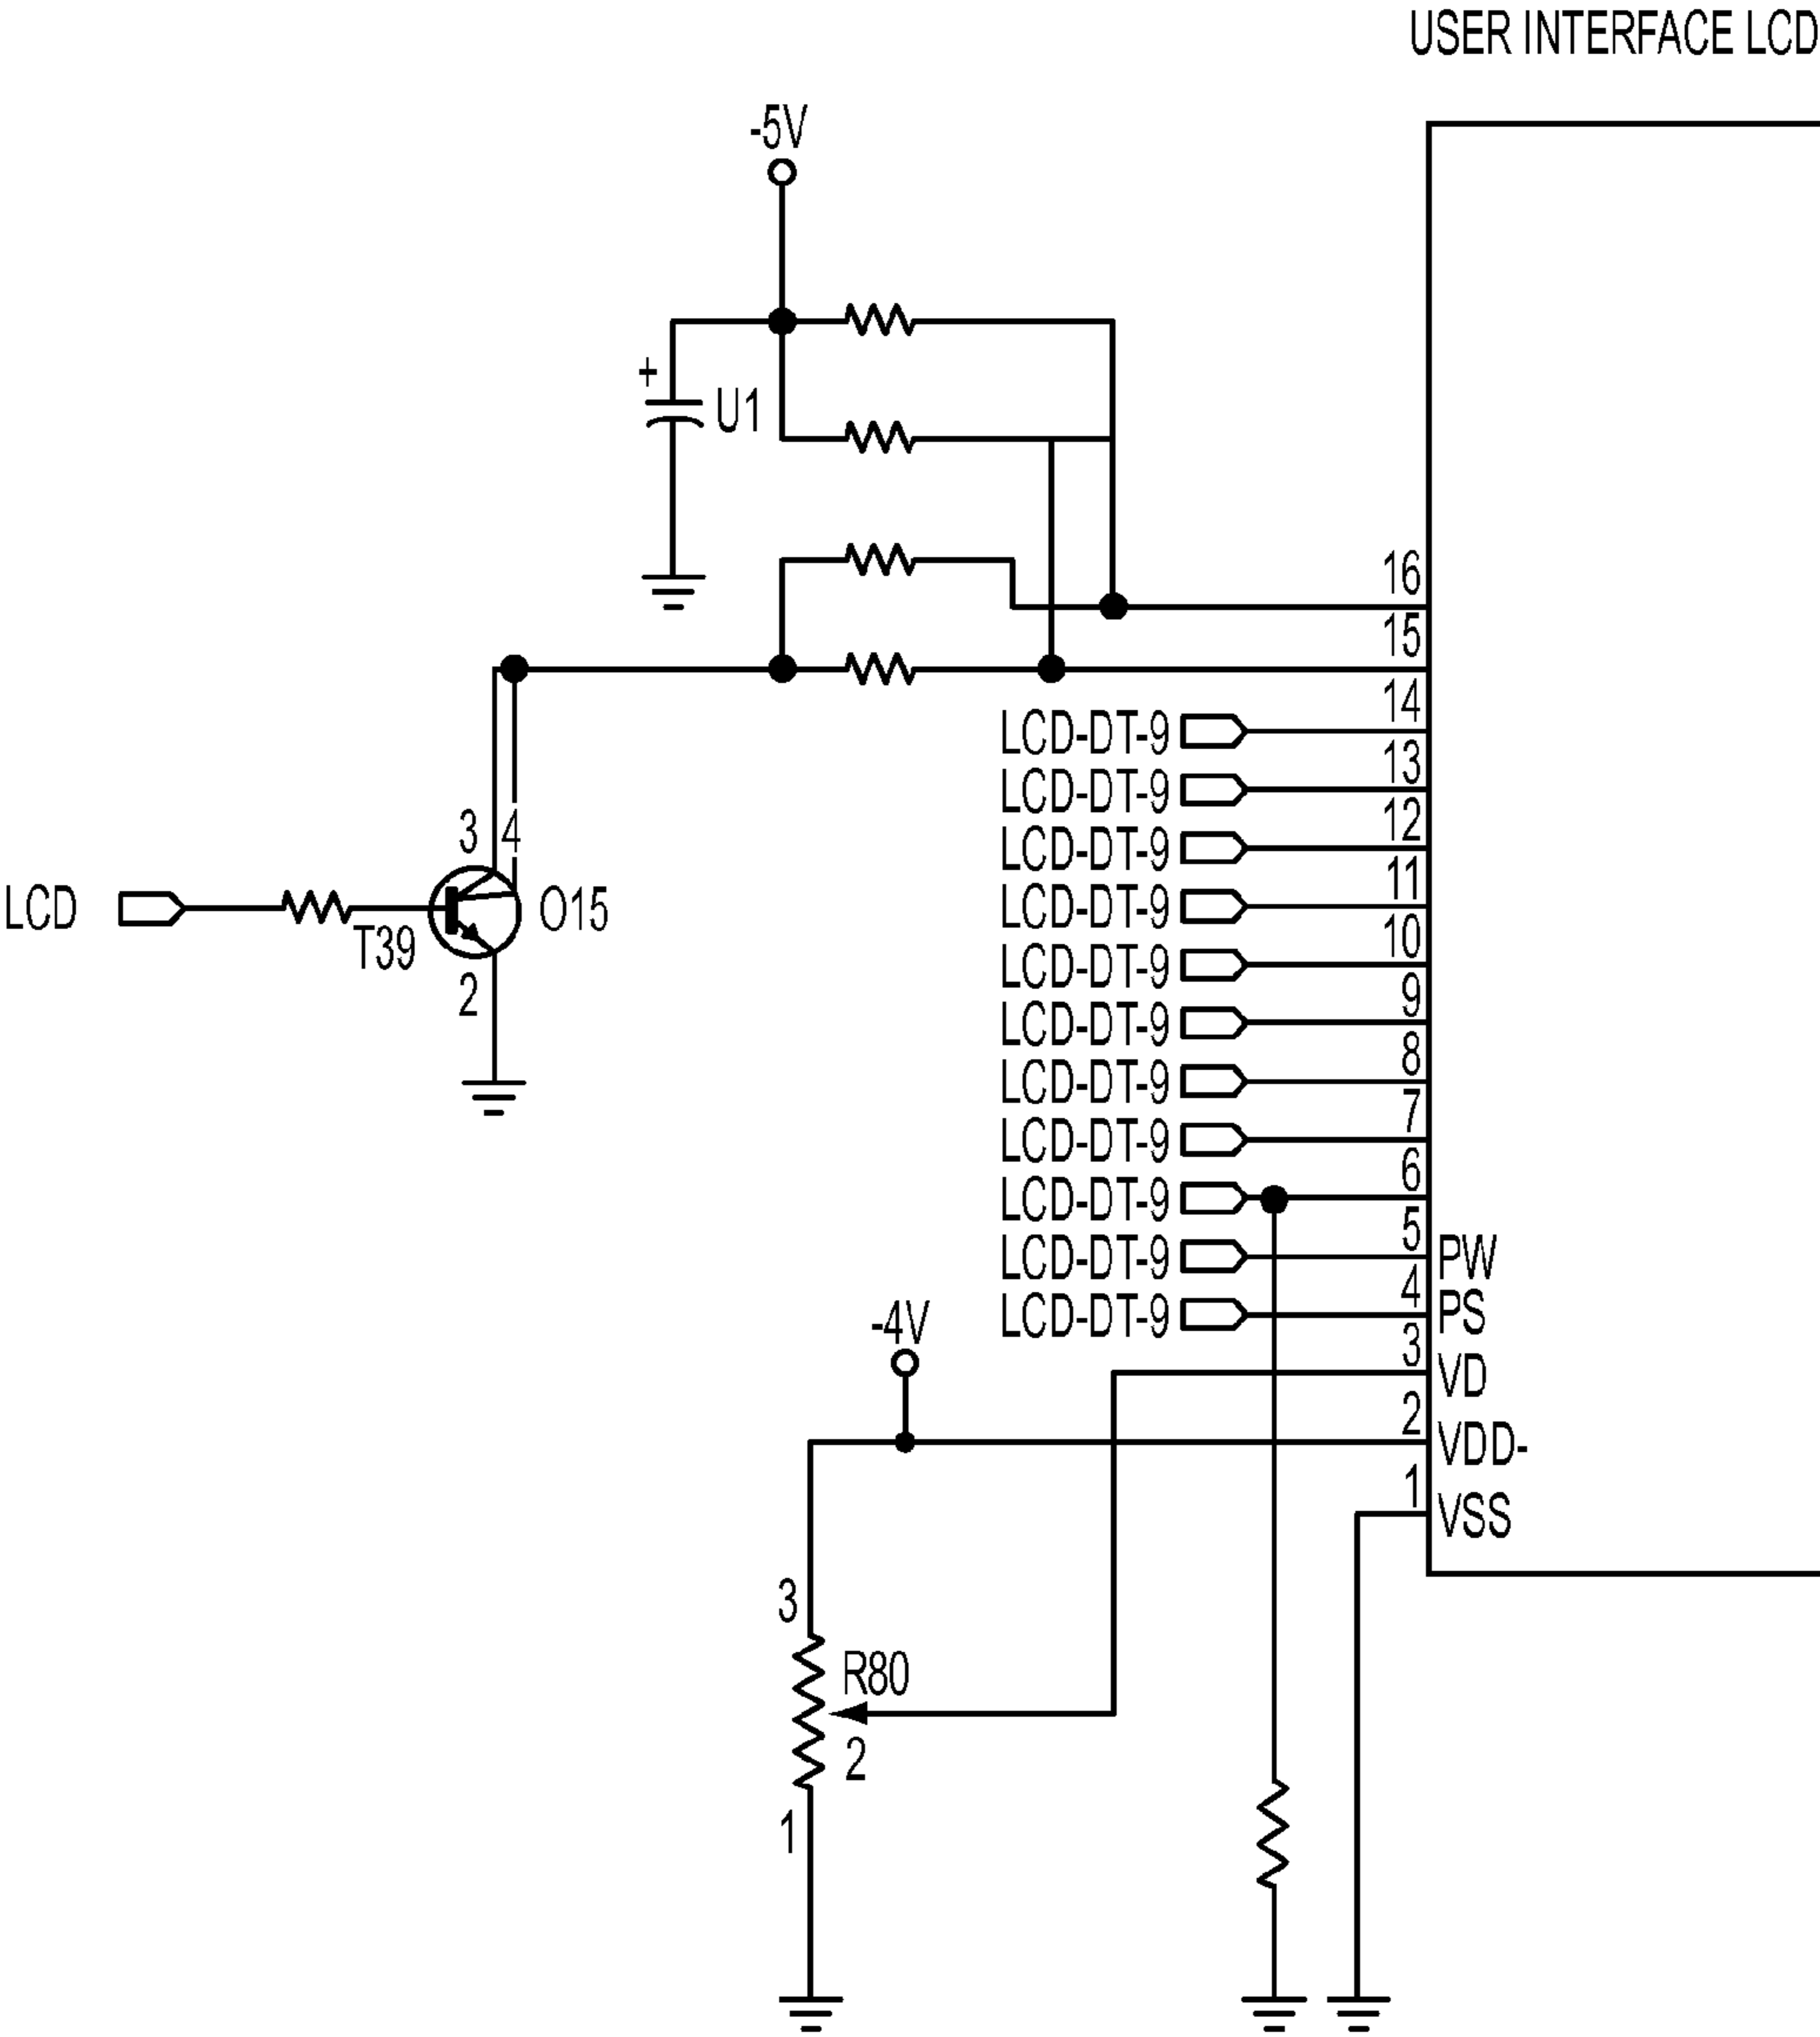 USER INTERFACE LCD
-5V
+
U1
16
15
14
LCD-DT-9
13
LCD-DT-9
12
LCD-DT-9
3 4
11
LCD
T39
O15
LCD-DT-9
10
LCD-DT-9
2
9
LCD-DT-9
8
LCD-DT-9
7
LCD-DT-9
6
LCD-DT-9
5
LCD-DT-9
PW
4
LCD-DT-9
PS
-4V
3
VD
2
VDD-
1
VSS
3
R80
2
1